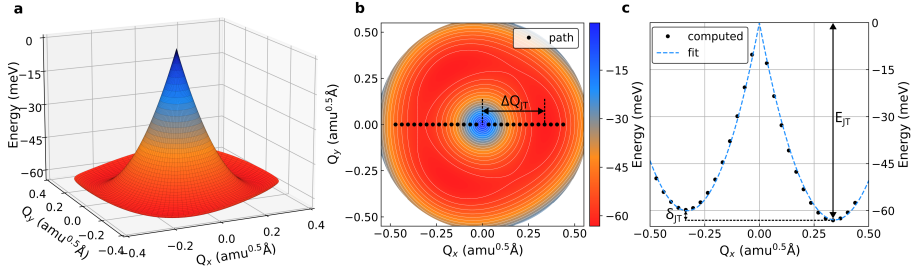 a
Energy (meV)
0
−15
−30
−45
−60
0.4
0.2
0.0
−0.2
−0.4
Q_y (amu^0.5Å)
−0.4
−0.2
0.0
0.2
0.4
Q_x (amu^0.5Å)
b
path
ΔQ_JT
0.50
0.25
0.00
−0.25
−0.50
Q_y (amu^0.5Å)
−0.50
−0.25
0.00
0.25
0.50
Q_x (amu^0.5Å)
−15
−30
−45
−60
Energy (meV)
c
computed
fit
E_JT
δ_JT
−0.50
−0.25
0.00
0.25
0.50
Q_x (amu^0.5Å)
0
−15
−30
−45
−60
Energy (meV)